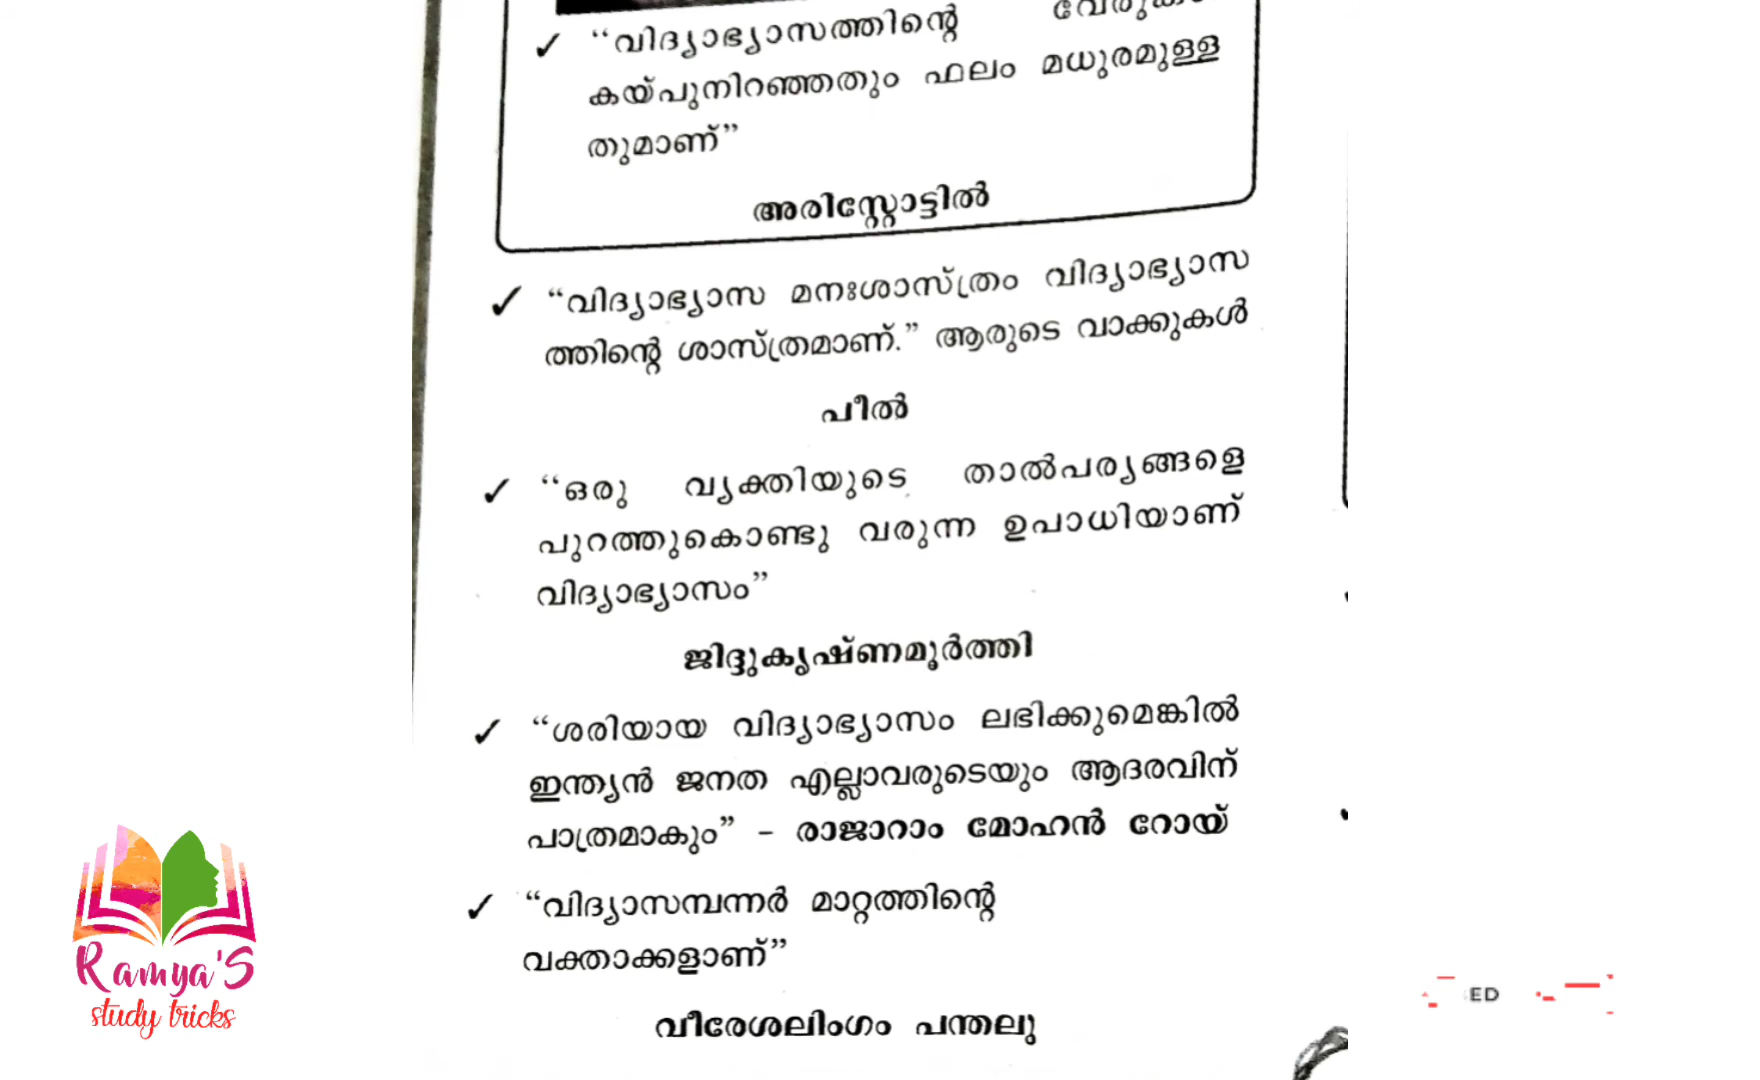 “വിദ്യാഭ്യാസത്തിന്റെ വേരുകൾ
കയ്പുനിറഞ്ഞതും ഫലം മധുരമുള്ള
തുമാണ്”
അരിസ്റ്റോട്ടിൽ
✓ “വിദ്യാഭ്യാസ മനഃശാസ്ത്രം വിദ്യാഭ്യാസ
ത്തിന്റെ ശാസ്ത്രമാണ്.” ആരുടെ വാക്കുകൾ
പീൽ
✓ “ഒരു വ്യക്തിയുടെ താൽപര്യങ്ങളെ
പുറത്തുകൊണ്ടു വരുന്ന ഉപാധിയാണ്
വിദ്യാഭ്യാസം”
ജിദ്ദുകൃഷ്ണമൂർത്തി
✓ “ശരിയായ വിദ്യാഭ്യാസം ലഭിക്കുമെങ്കിൽ
ഇന്ത്യൻ ജനത എല്ലാവരുടെയും ആദരവിന്
പാത്രമാകും” – രാജാറാം മോഹൻ റോയ്
✓ “വിദ്യാസമ്പന്നർ മാറ്റത്തിന്റെ
വക്താക്കളാണ്”
വീരേശലിംഗം പന്തലു
Ramya'S
study tricks
ED